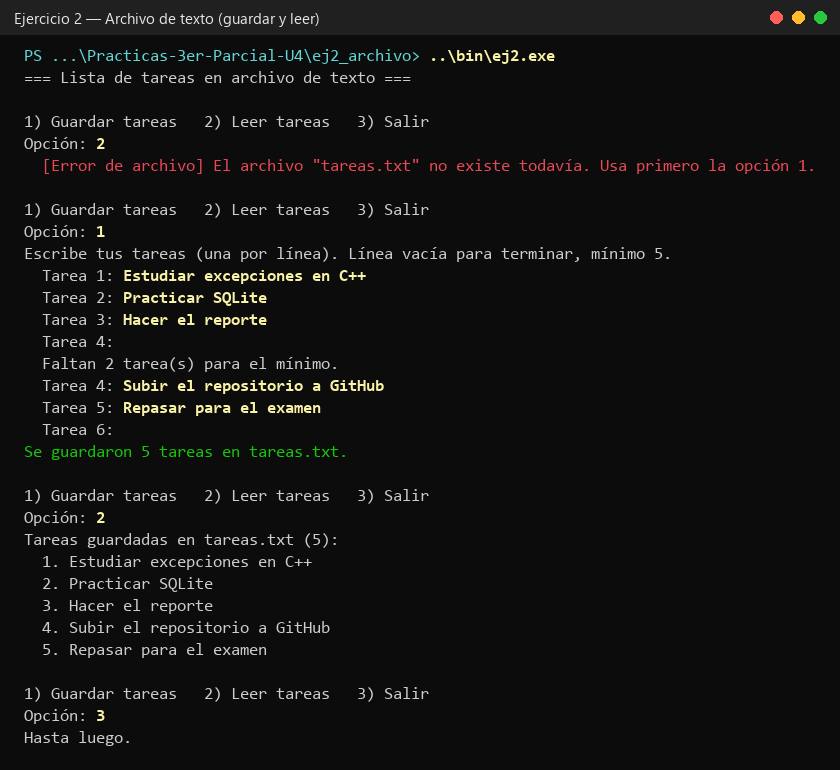 Ejercicio 2 — Archivo de texto (guardar y leer)
PS ...\Practicas-3er-Parcial-U4\ej2_archivo> ..\bin\ej2.exe
=== Lista de tareas en archivo de texto ===
1) Guardar tareas   2) Leer tareas   3) Salir
Opción: 2
[Error de archivo] El archivo "tareas.txt" no existe todavía. Usa primero la opción 1.
1) Guardar tareas   2) Leer tareas   3) Salir
Opción: 1
Escribe tus tareas (una por línea). Línea vacía para terminar, mínimo 5.
Tarea 1: Estudiar excepciones en C++
Tarea 2: Practicar SQLite
Tarea 3: Hacer el reporte
Tarea 4:
Faltan 2 tarea(s) para el mínimo.
Tarea 4: Subir el repositorio a GitHub
Tarea 5: Repasar para el examen
Tarea 6:
Se guardaron 5 tareas en tareas.txt.
1) Guardar tareas   2) Leer tareas   3) Salir
Opción: 2
Tareas guardadas en tareas.txt (5):
1. Estudiar excepciones en C++
2. Practicar SQLite
3. Hacer el reporte
4. Subir el repositorio a GitHub
5. Repasar para el examen
1) Guardar tareas   2) Leer tareas   3) Salir
Opción: 3
Hasta luego.